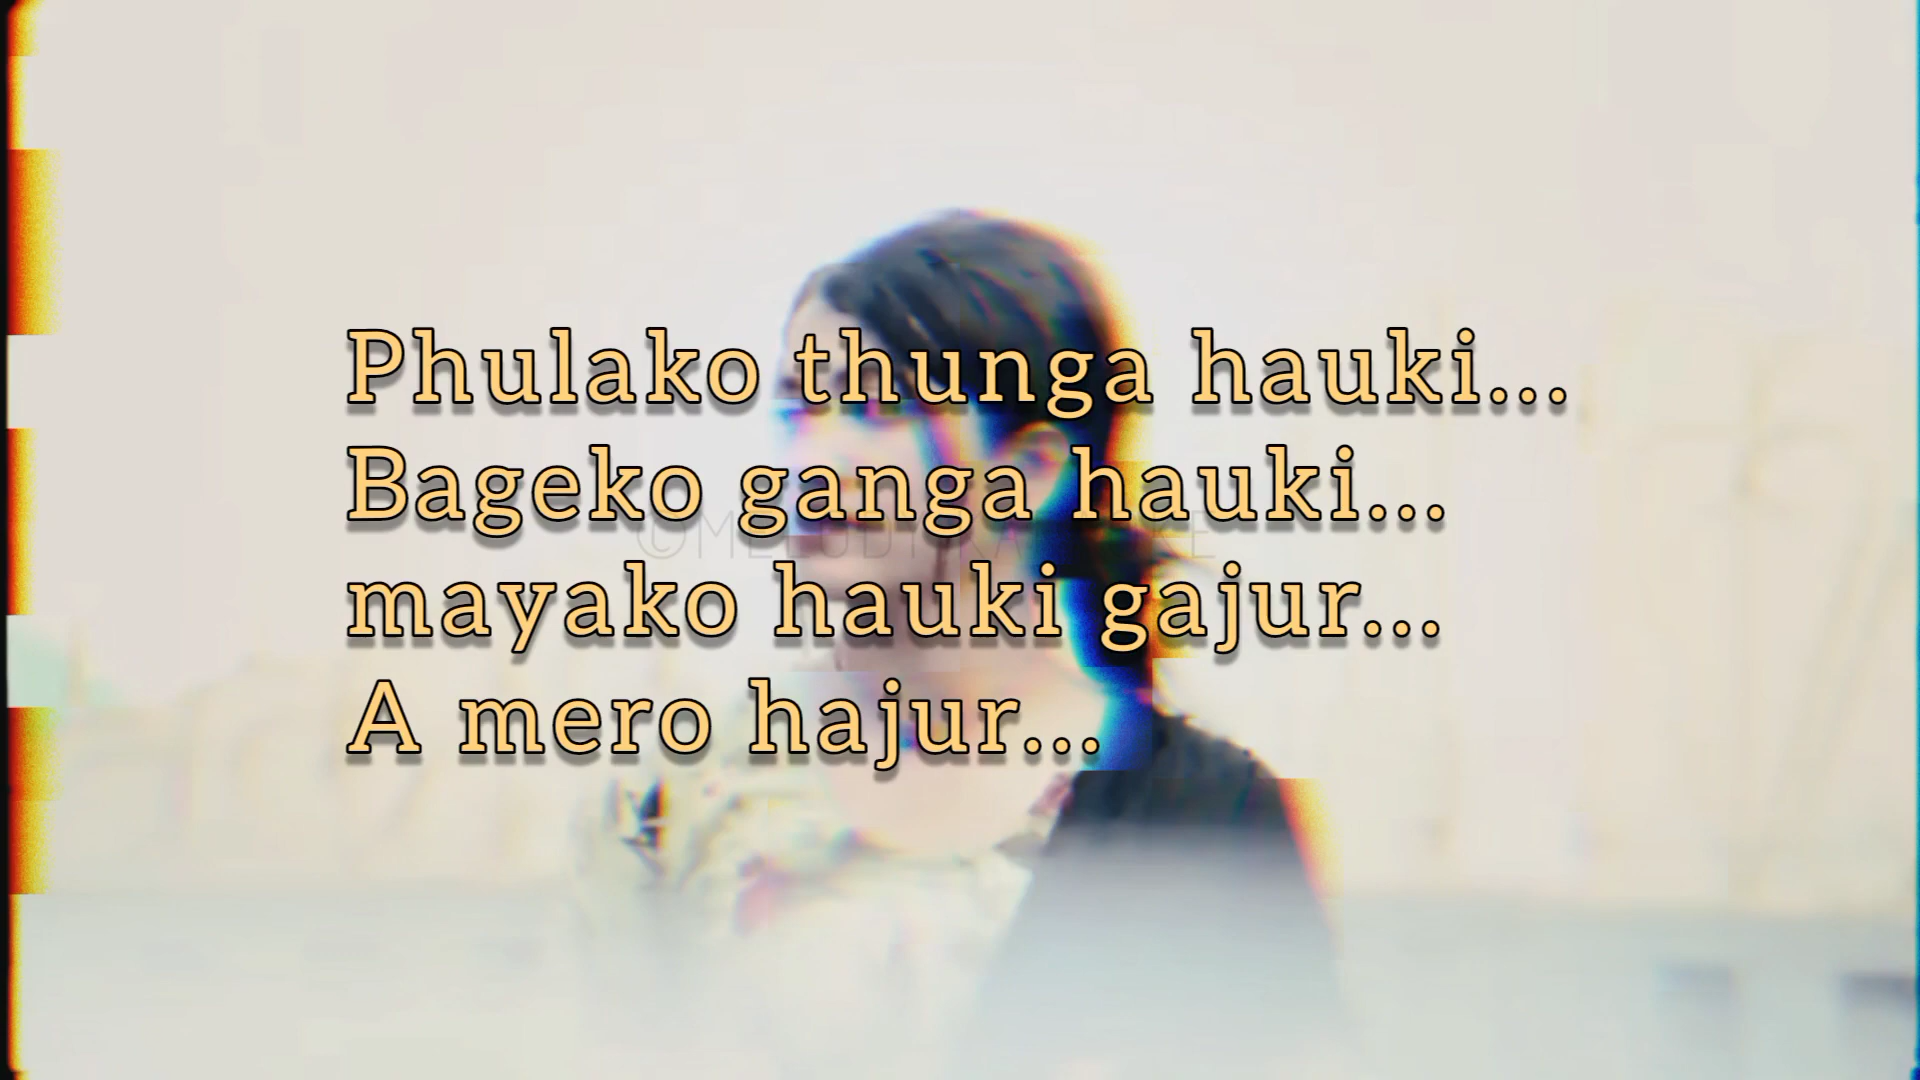 Phulako thunga hauki...
Bageko ganga hauki...
mayako hauki gajur...
A mero hajur...